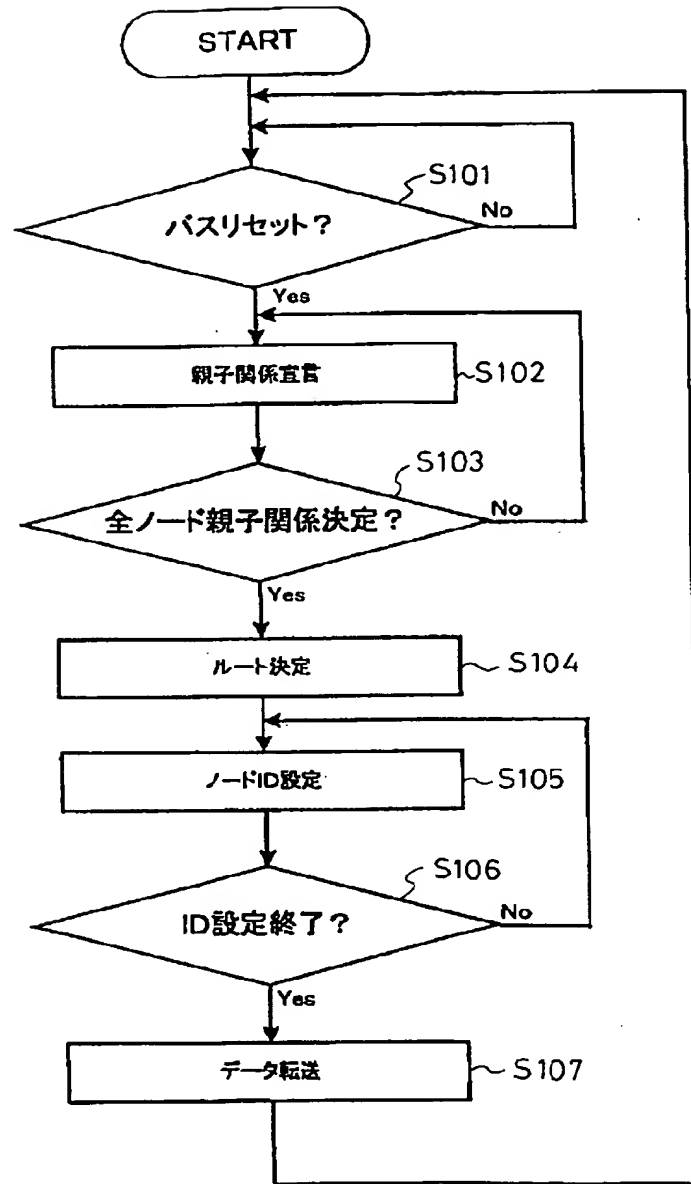 START
S101
バスリセット?
No
Yes
親子関係宣言
S102
S103
全ノード親子関係決定?
No
Yes
ルート決定
S104
ノードID設定
S105
S106
ID設定終了?
No
Yes
データ転送
S107